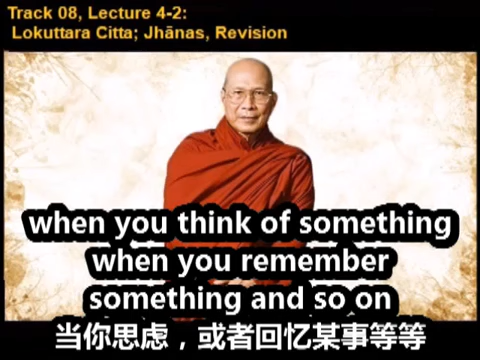 Track 08, Lecture 4-2:
Lokuttara Citta; Jhānas, Revision
when you think of something
when you remember
something and so on
当你思虑，或者回忆某事等等